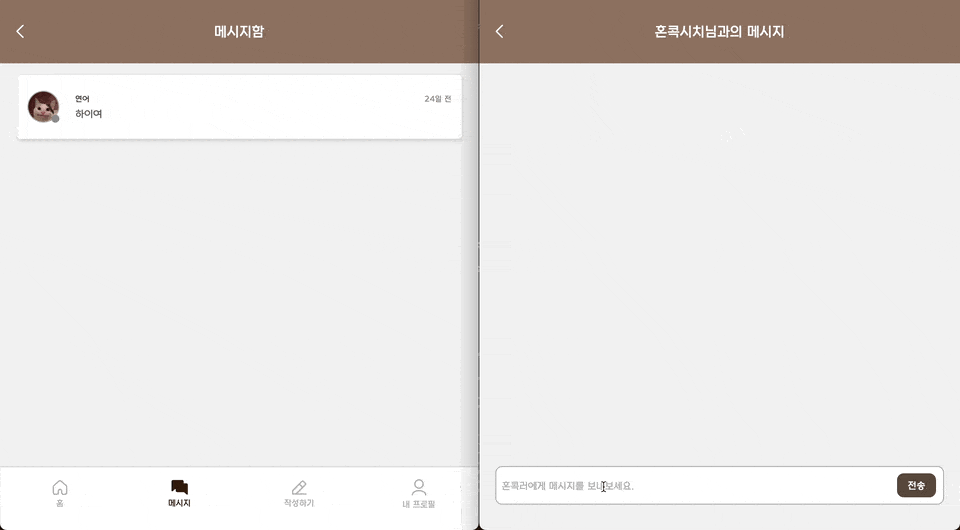 메시지함
연어
24일 전
하이여
홈
메시지
작성하기
내 프로필
혼콕시치님과의 메시지
혼콕러에게 메시지를 보내보세요.
전송